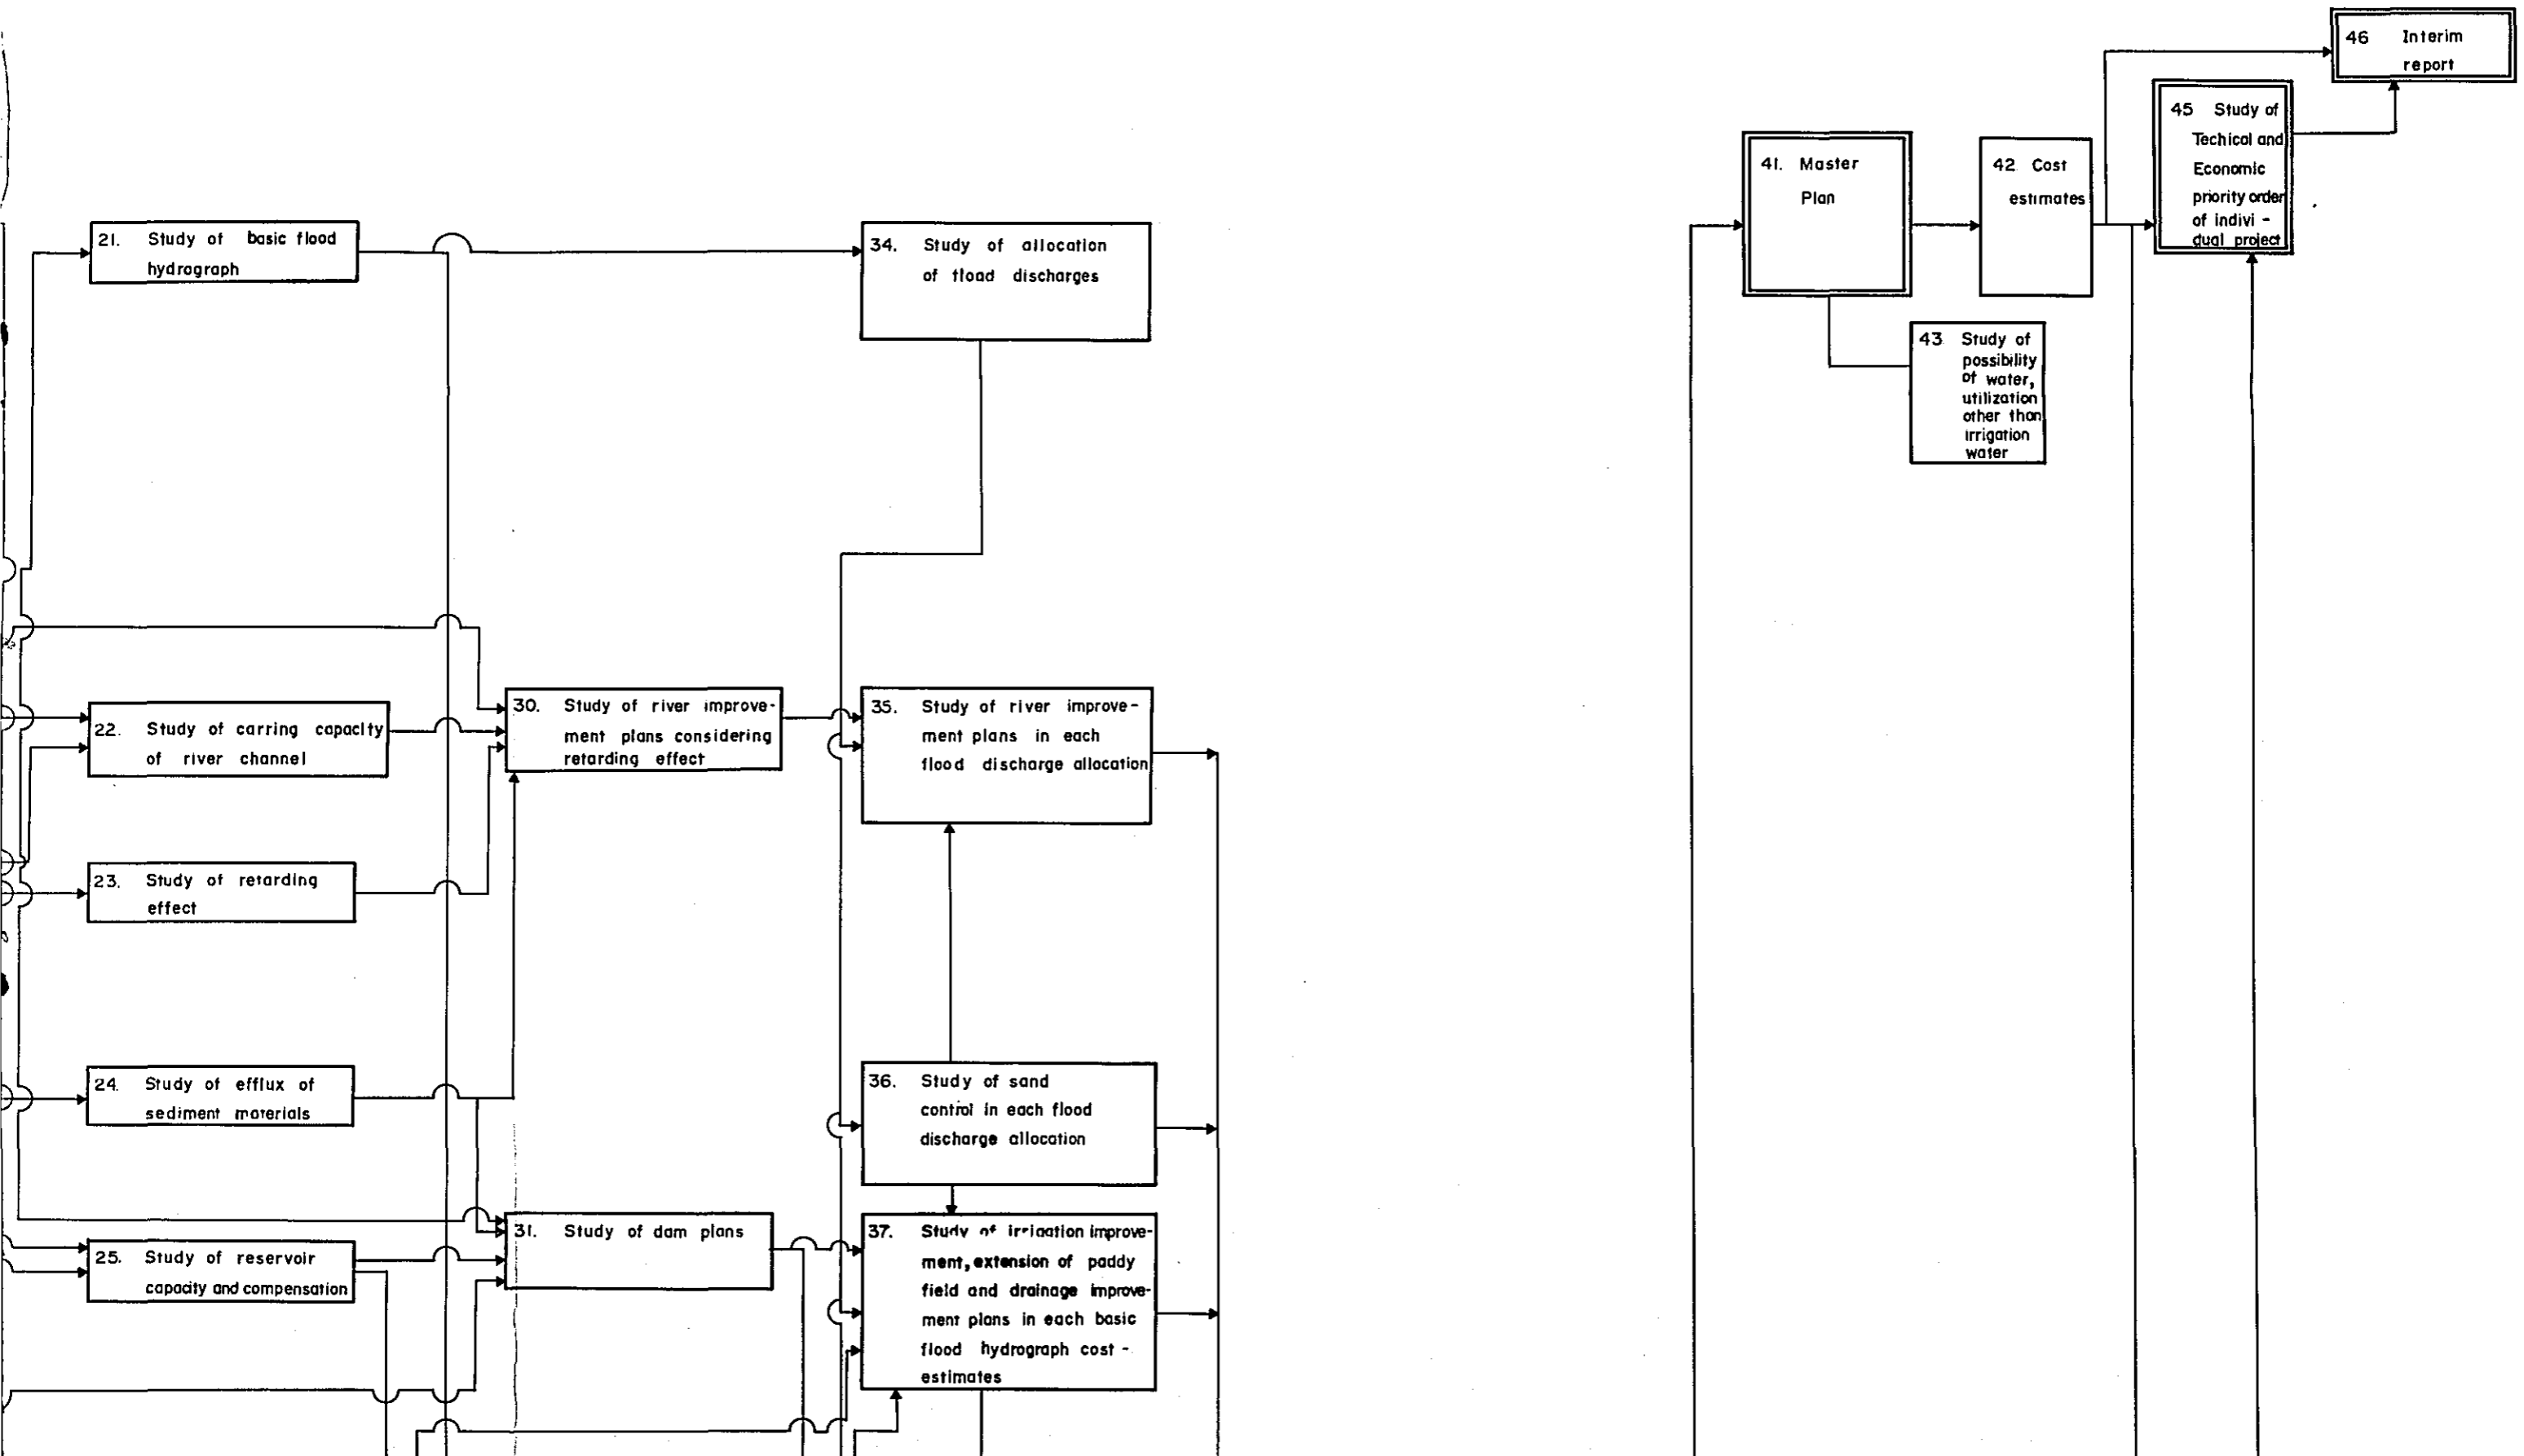 21. Study of basic flood
hydrograph
22. Study of carring capacity
of river channel
23. Study of retarding
effect
24. Study of efflux of
sediment materials
25. Study of reservoir
capacity and compensation
30. Study of river improve-
ment plans considering
retarding effect
31. Study of dam plans
34. Study of allocation
of flood discharges
35. Study of river improve-
ment plans in each
flood discharge allocation
36. Study of sand
control in each flood
discharge allocation
37. Study of irrigation improve-
ment, extension of paddy
field and drainage improve-
ment plans in each basic
flood hydrograph cost-
estimates
41. Master
Plan
42 Cost
estimates
43 Study of
possibility
of water,
utilization
other than
irrigation
water
45 Study of
Techical and
Economic
priority order
of indivi-
dual project
46 Interim
report